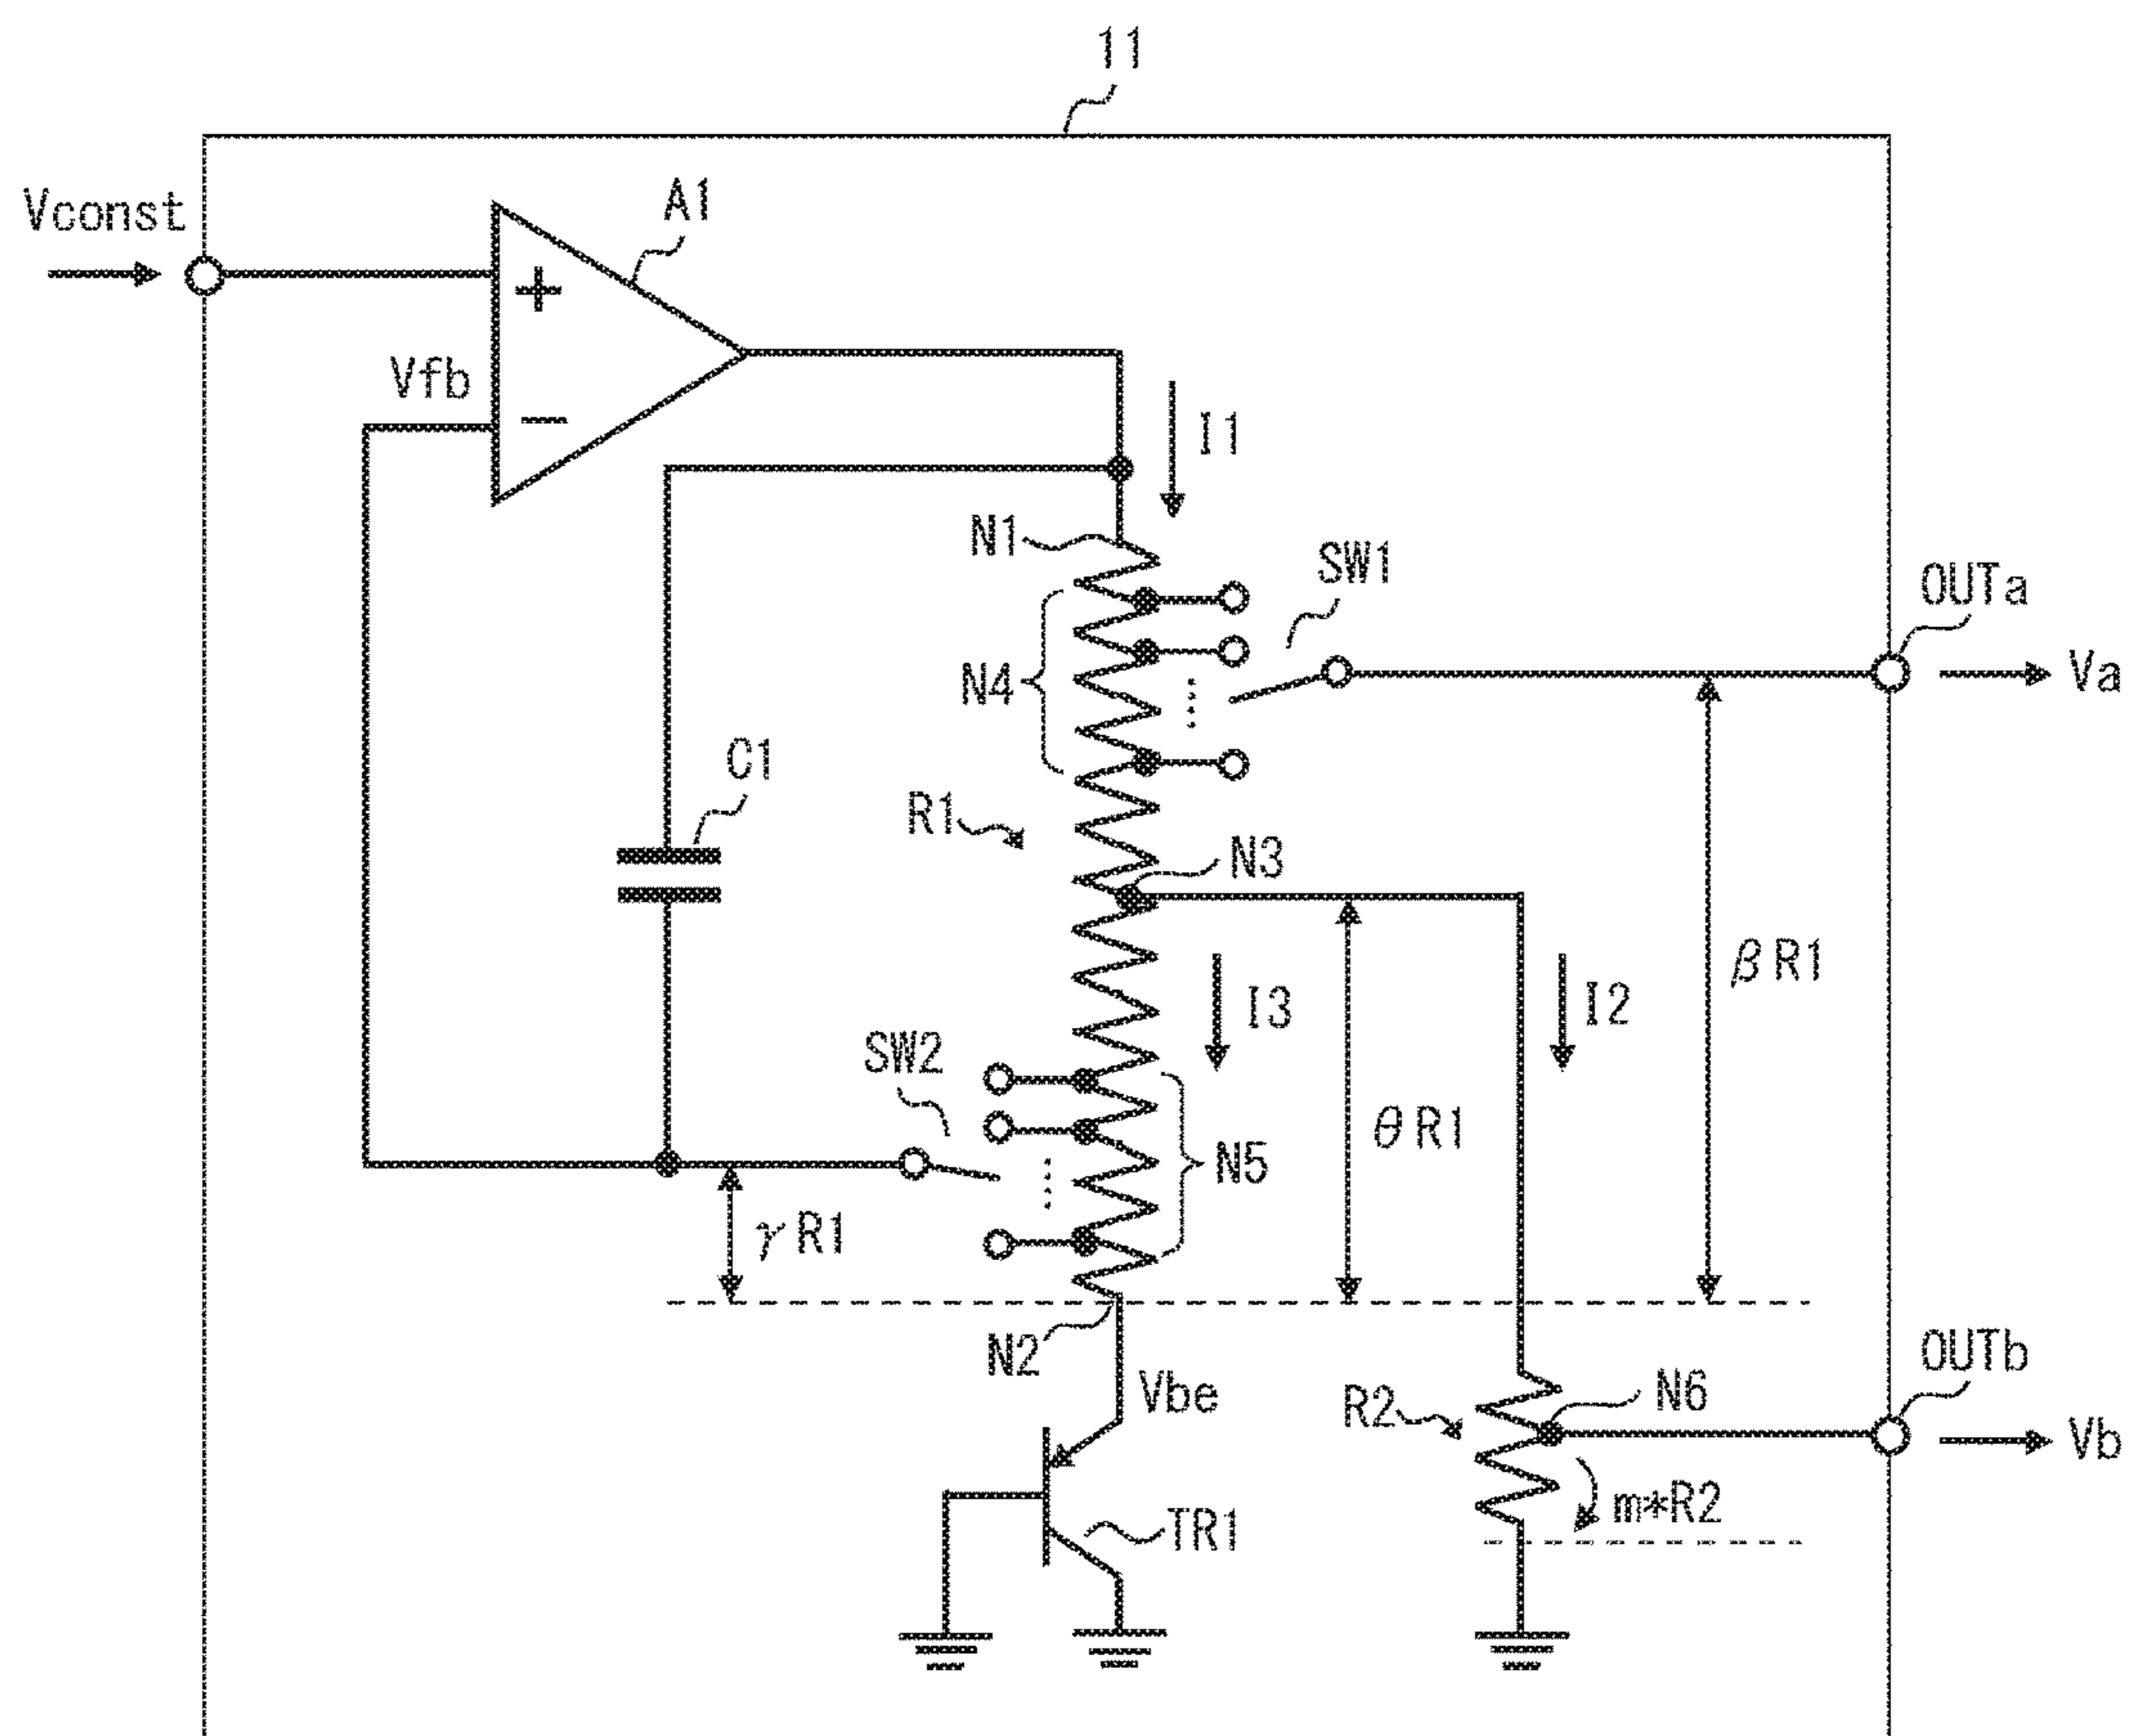 11
Vconst
A1
+
Vfb
−
I1
N1
SW1
OUTa
N4
Va
C1
R1
N3
βR1
I3
I2
SW2
θR1
N5
γR1
N2
OUTb
Vbe
R2
N6
Vb
m*R2
TR1